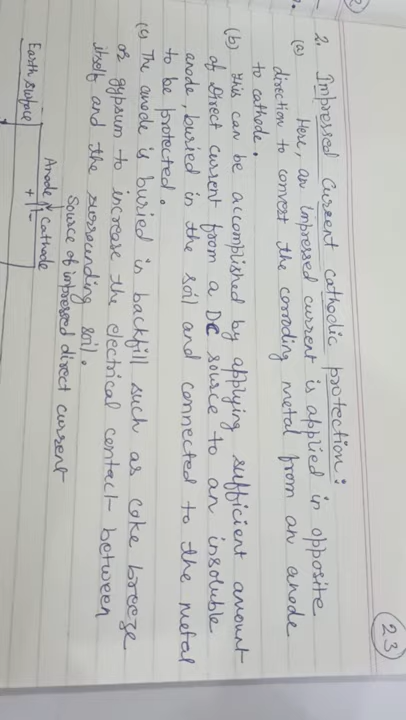 23
2. Impressed Current cathodic protection:
(a) Here, an impressed current is applied in opposite
direction to convert the corroding metal from an anode
to cathode.
(b) This can be accomplished by applying sufficient amount
of direct current from a DC source to an insoluble
anode, buried in the soil and connected to the metal
to be protected.
(c) The anode is buried in backfill such as coke breeze
or gypsum to increase the electrical contact between
itself and the surrounding soil.
Source of impressed direct current
Anode cathode
+ -
Earth surface